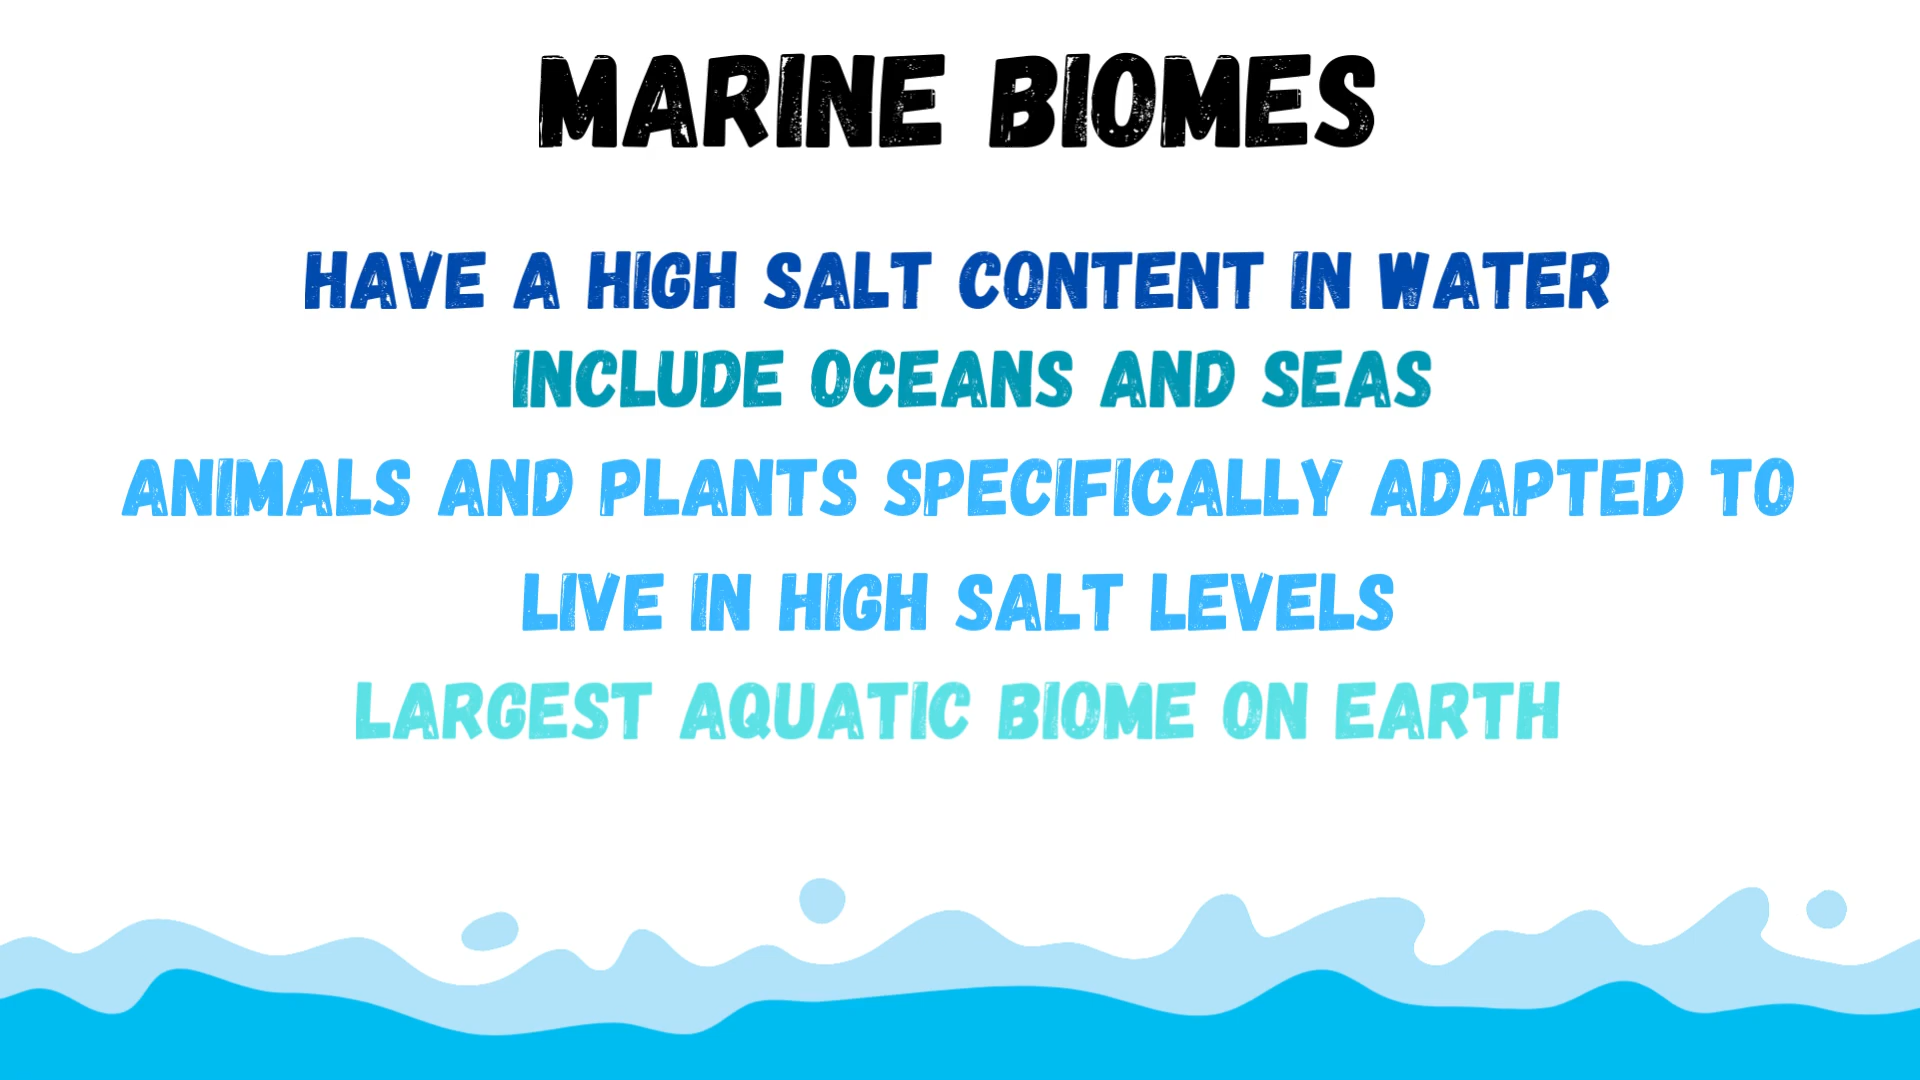 MARINE BIOMES
HAVE A HIGH SALT CONTENT IN WATER
INCLUDE OCEANS AND SEAS
ANIMALS AND PLANTS SPECIFICALLY ADAPTED TO
LIVE IN HIGH SALT LEVELS
LARGEST AQUATIC BIOME ON EARTH